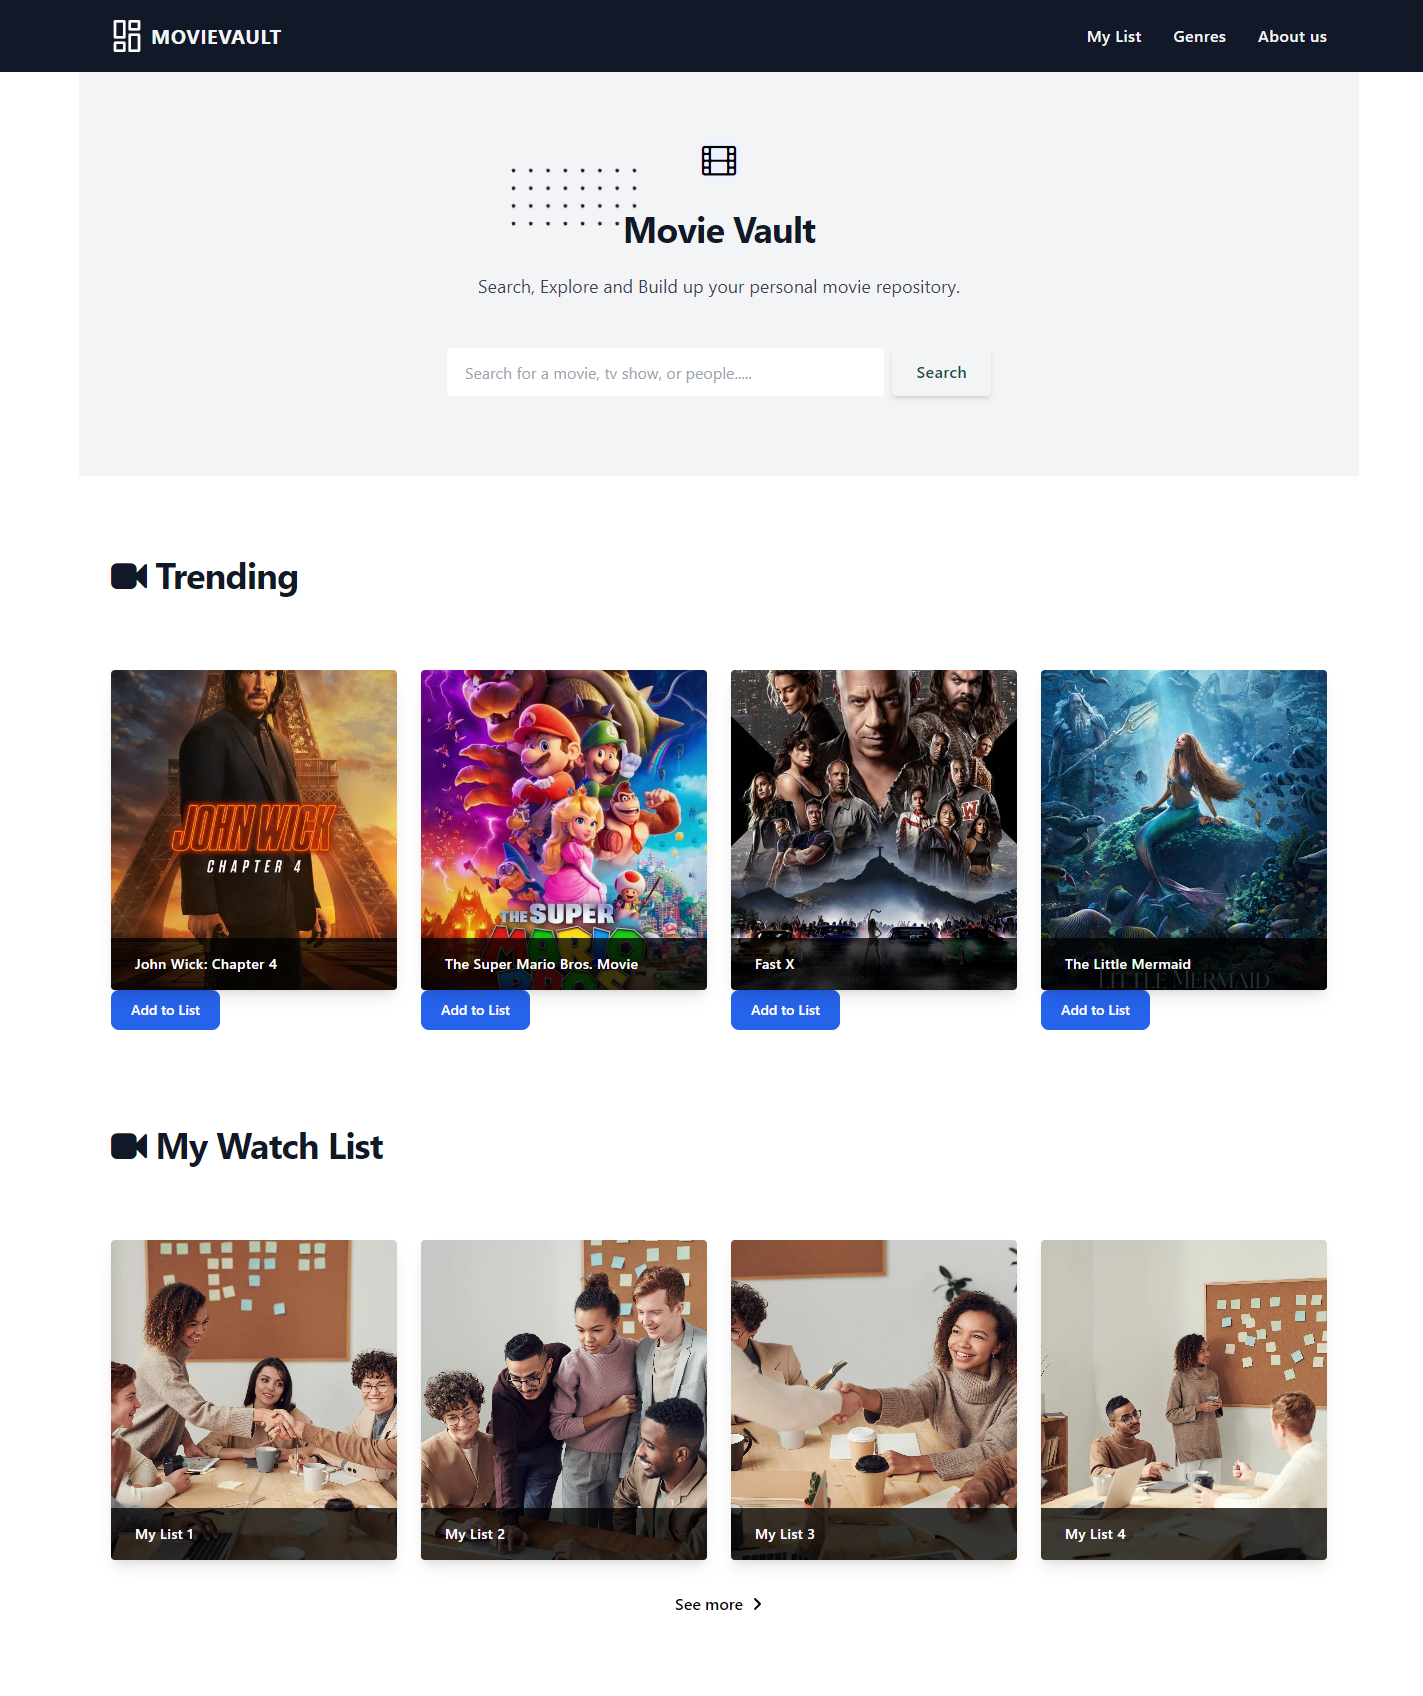 MOVIEVAULT
My List Genres About us
Movie Vault
Search, Explore and Build up your personal movie repository.
Search for a movie, tv show, or people.....
Search
Trending
JOHN WICK
CHAPTER 4
John Wick: Chapter 4
Add to List
THE SUPER
MARIO
BROS
The Super Mario Bros. Movie
Add to List
W
Fast X
Add to List
The Little Mermaid
LITTLE MERMAID
Add to List
My Watch List
My List 1
My List 2
My List 3
My List 4
See more